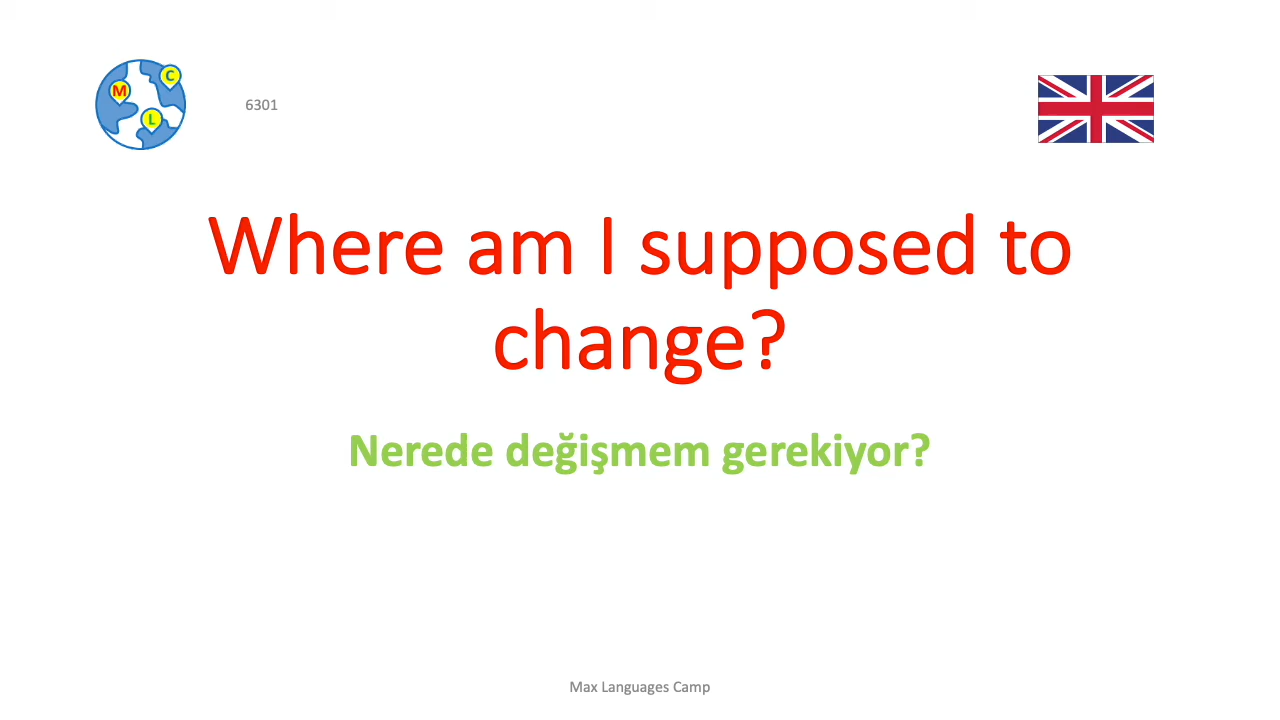 M
C
L
6301
Where am I supposed to
change?
Nerede değişmem gerekiyor?
Max Languages Camp